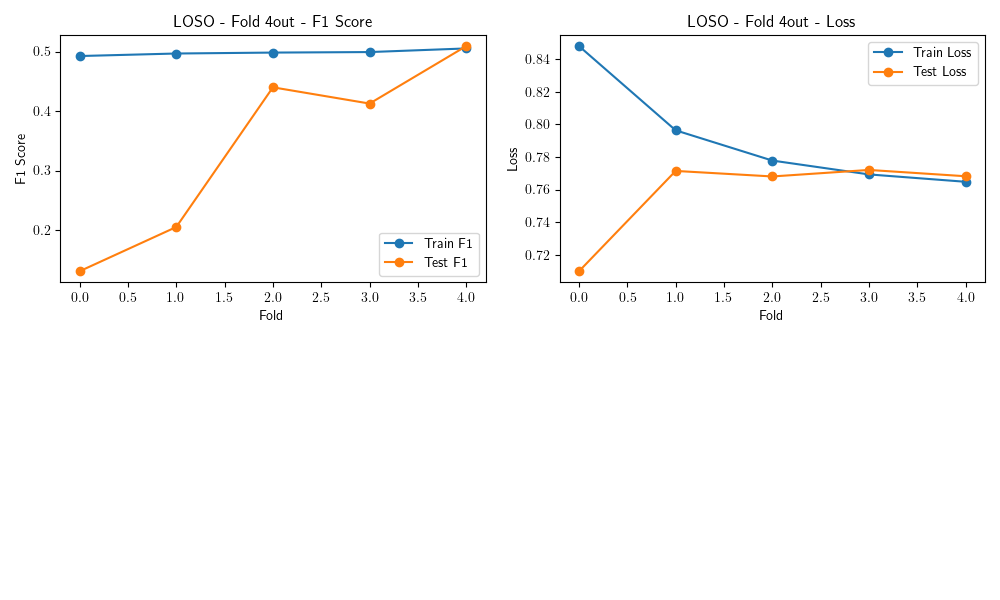 LOSO - Fold 4out - F1 Score
F1 Score
0.5
0.4
0.3
0.2
Train F1
Test F1
0.0 0.5 1.0 1.5 2.0 2.5 3.0 3.5 4.0
Fold
LOSO - Fold 4out - Loss
Loss
0.84
0.82
0.80
0.78
0.76
0.74
0.72
Train Loss
Test Loss
0.0 0.5 1.0 1.5 2.0 2.5 3.0 3.5 4.0
Fold